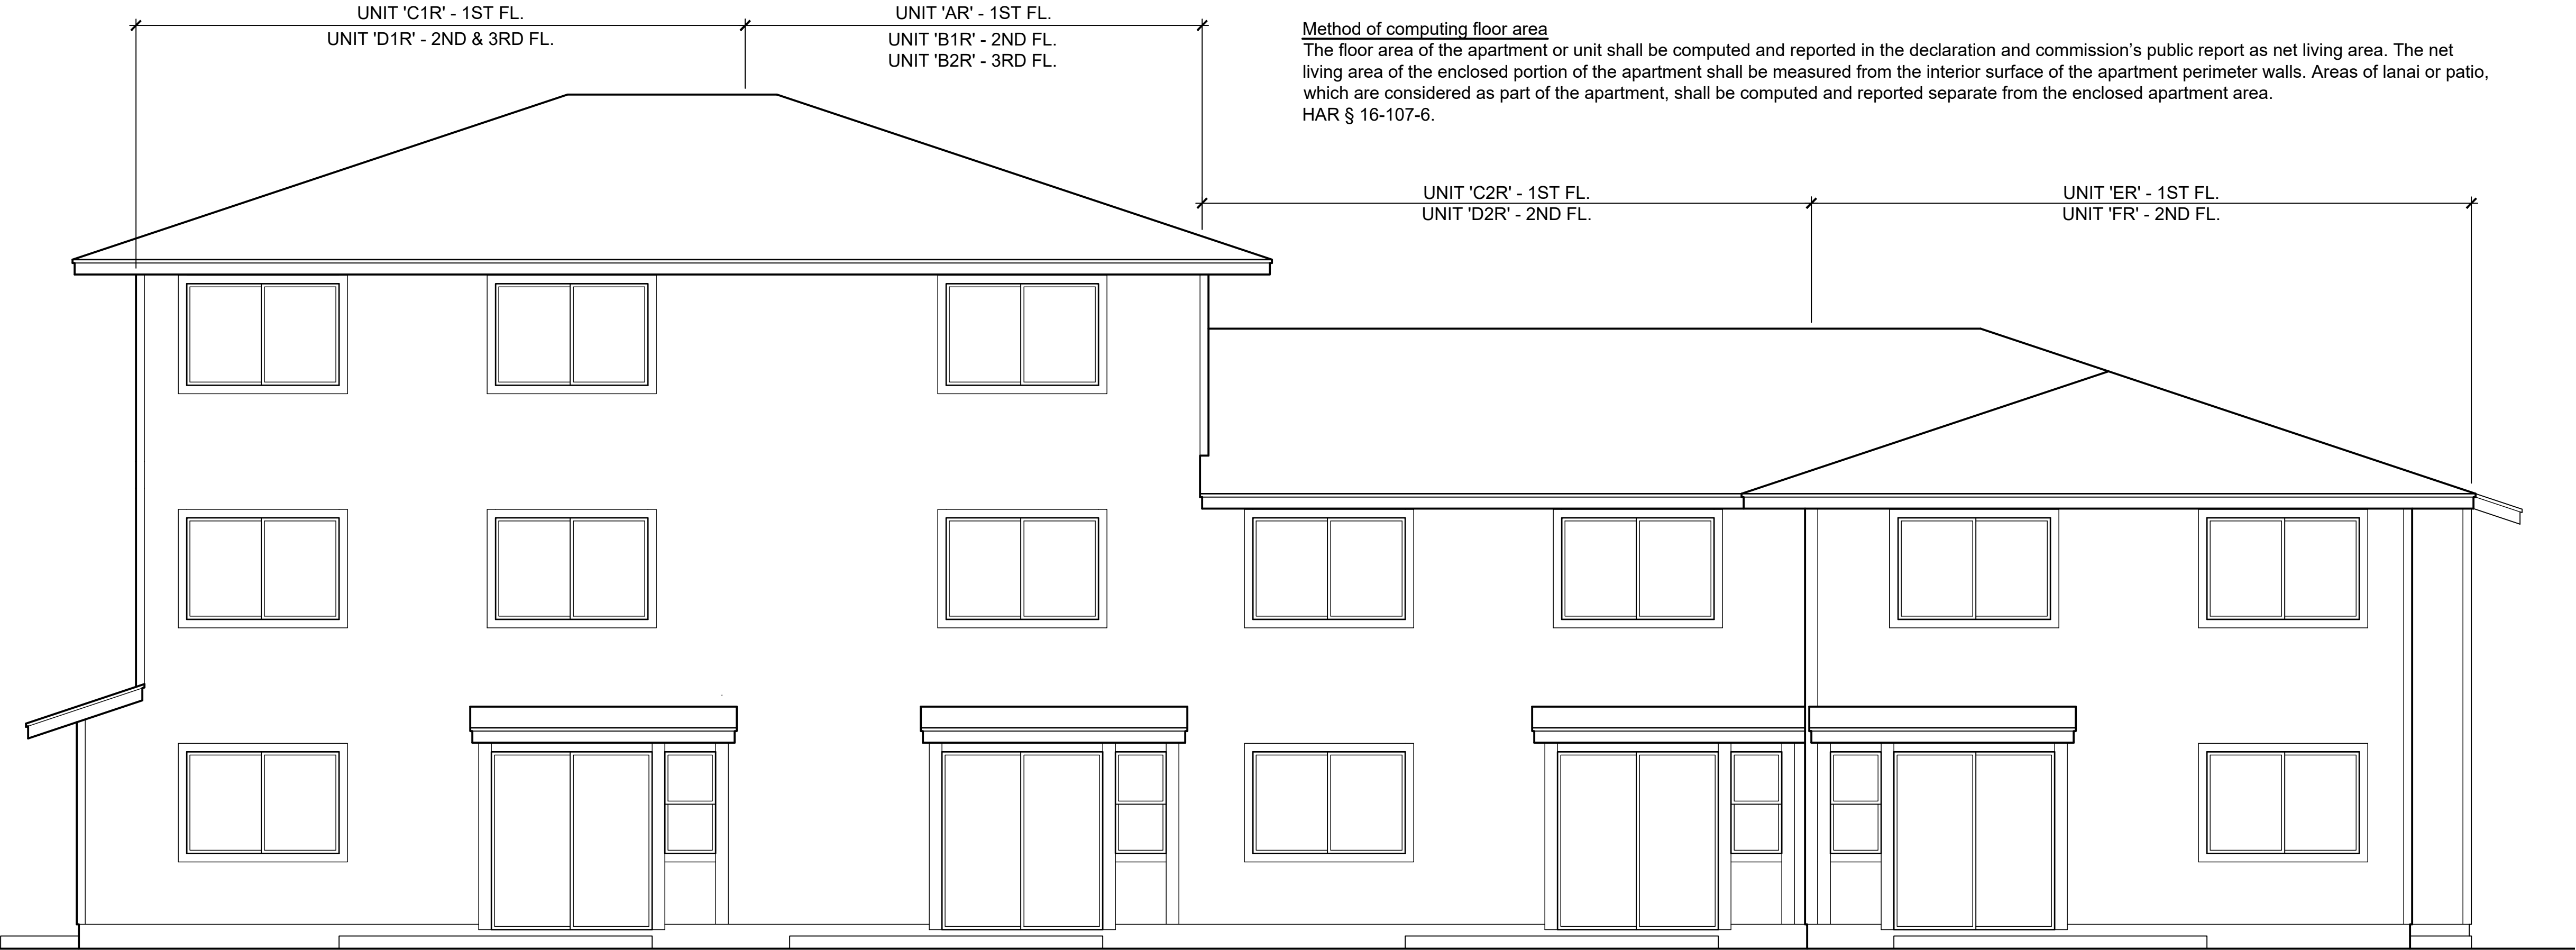 UNIT 'C1R' - 1ST FL.
UNIT 'D1R' - 2ND & 3RD FL.
UNIT 'AR' - 1ST FL.
UNIT 'B1R' - 2ND FL.
UNIT 'B2R' - 3RD FL.
Method of computing floor area
The floor area of the apartment or unit shall be computed and reported in the declaration and commission’s public report as net living area. The net
living area of the enclosed portion of the apartment shall be measured from the interior surface of the apartment perimeter walls. Areas of lanai or patio,
which are considered as part of the apartment, shall be computed and reported separate from the enclosed apartment area.
HAR § 16-107-6.
UNIT 'C2R' - 1ST FL.
UNIT 'D2R' - 2ND FL.
UNIT 'ER' - 1ST FL.
UNIT 'FR' - 2ND FL.